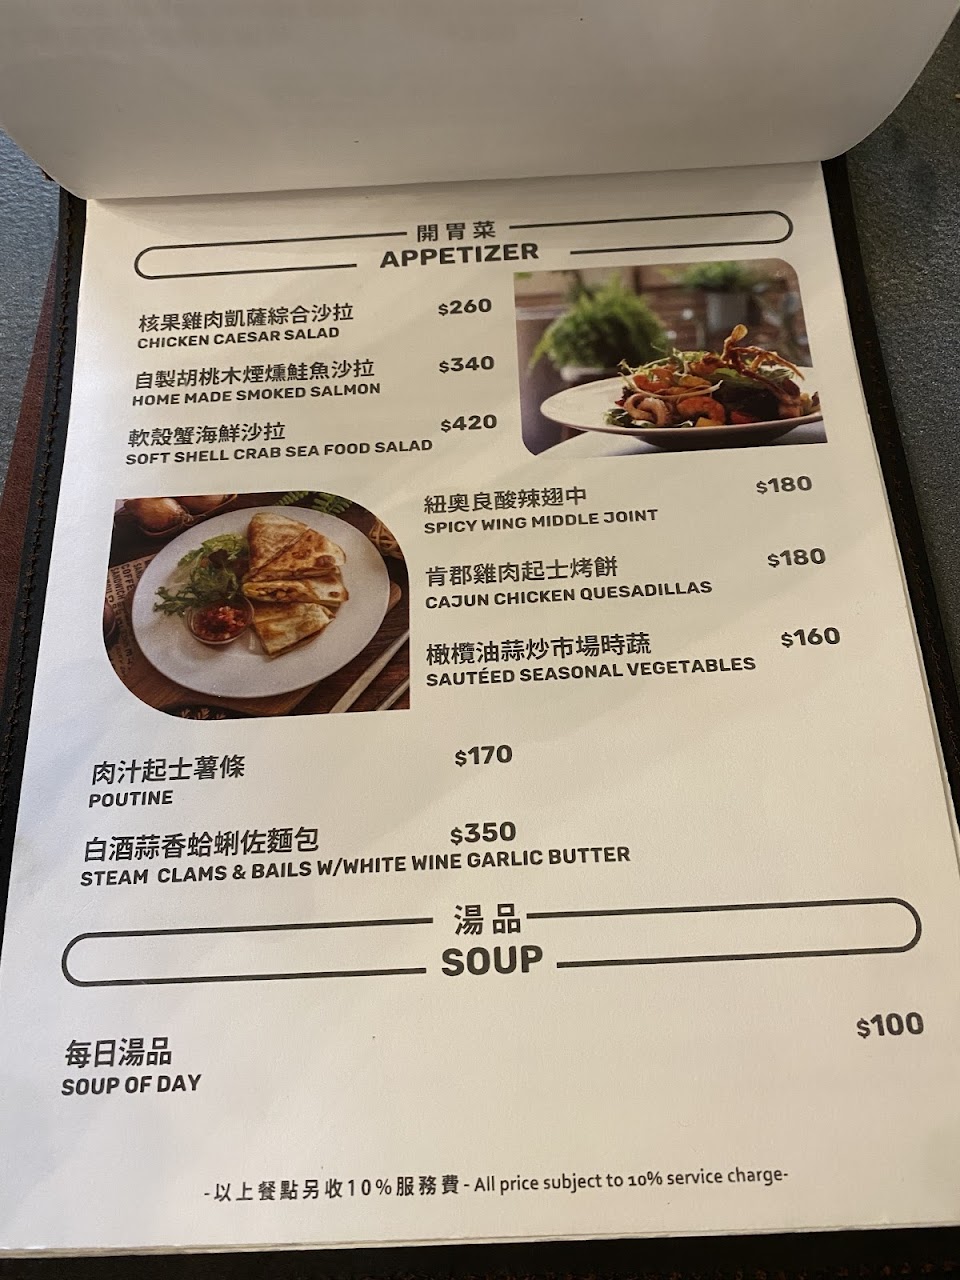 開胃菜
APPETIZER
核果雞肉凱薩綜合沙拉 $260
CHICKEN CAESAR SALAD
自製胡桃木煙燻鮭魚沙拉 $340
HOME MADE SMOKED SALMON
軟殼蟹海鮮沙拉 $420
SOFT SHELL CRAB SEA FOOD SALAD
紐奧良酸辣翅中 $180
SPICY WING MIDDLE JOINT
肯郡雞肉起士烤餅 $180
CAJUN CHICKEN QUESADILLAS
橄欖油蒜炒市場時蔬 $160
SAUTÉED SEASONAL VEGETABLES
肉汁起士薯條 $170
POUTINE
白酒蒜香蛤蜊佐麵包 $350
STEAM CLAMS & BAILS W/WHITE WINE GARLIC BUTTER
湯品
SOUP
每日湯品 $100
SOUP OF DAY
-以上餐點另收10%服務費- All price subject to 10% service charge-